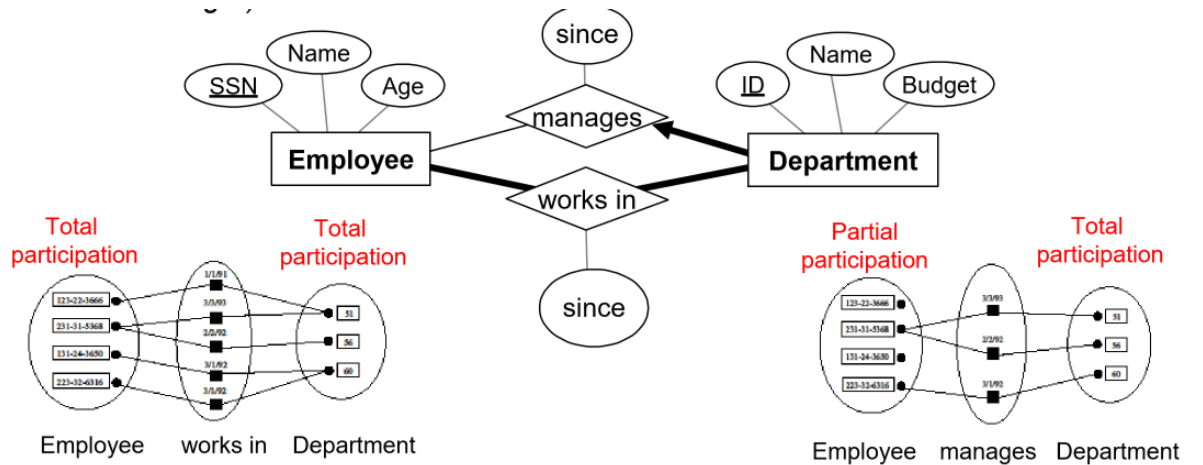 since
Name
Name
SSN
Age
ID
Budget
manages
Employee
Department
works in
since
Total
participation
Total
participation
1/1/91
123-22-3666
3/3/93
51
231-31-5368
2/2/92
56
131-24-3650
3/1/92
60
223-32-6316
3/1/92
Employee works in Department
Partial
participation
Total
participation
123-22-3666
3/3/93
51
231-31-5368
2/2/92
56
131-24-3650
60
223-32-6316
3/1/92
Employee manages Department